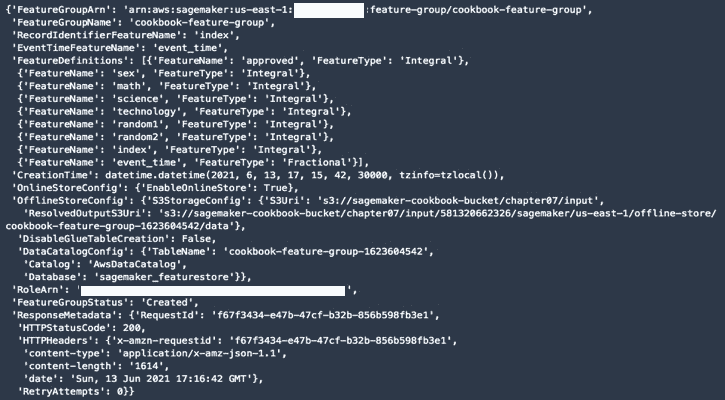 {'FeatureGroupArn': 'arn:aws:sagemaker:us-east-1: :feature-group/cookbook-feature-group',
'FeatureGroupName': 'cookbook-feature-group',
'RecordIdentifierFeatureName': 'index',
'EventTimeFeatureName': 'event_time',
'FeatureDefinitions': [{'FeatureName': 'approved', 'FeatureType': 'Integral'},
{'FeatureName': 'sex', 'FeatureType': 'Integral'},
{'FeatureName': 'math', 'FeatureType': 'Integral'},
{'FeatureName': 'science', 'FeatureType': 'Integral'},
{'FeatureName': 'technology', 'FeatureType': 'Integral'},
{'FeatureName': 'random1', 'FeatureType': 'Integral'},
{'FeatureName': 'random2', 'FeatureType': 'Integral'},
{'FeatureName': 'index', 'FeatureType': 'Integral'},
{'FeatureName': 'event_time', 'FeatureType': 'Fractional'}],
'CreationTime': datetime.datetime(2021, 6, 13, 17, 15, 42, 30000, tzinfo=tzlocal()),
'OnlineStoreConfig': {'EnableOnlineStore': True},
'OfflineStoreConfig': {'S3StorageConfig': {'S3Uri': 's3://sagemaker-cookbook-bucket/chapter07/input',
'ResolvedOutputS3Uri': 's3://sagemaker-cookbook-bucket/chapter07/input/581320662326/sagemaker/us-east-1/offline-store/
cookbook-feature-group-1623604542/data'},
'DisableGlueTableCreation': False,
'DataCatalogConfig': {'TableName': 'cookbook-feature-group-1623604542',
'Catalog': 'AwsDataCatalog',
'Database': 'sagemaker_featurestore'}},
'RoleArn': ' ',
'FeatureGroupStatus': 'Created',
'ResponseMetadata': {'RequestId': 'f67f3434-e47b-47cf-b32b-856b598fb3e1',
'HTTPStatusCode': 200,
'HTTPHeaders': {'x-amzn-requestid': 'f67f3434-e47b-47cf-b32b-856b598fb3e1',
'content-type': 'application/x-amz-json-1.1',
'content-length': '1614',
'date': 'Sun, 13 Jun 2021 17:16:42 GMT'},
'RetryAttempts': 0}}